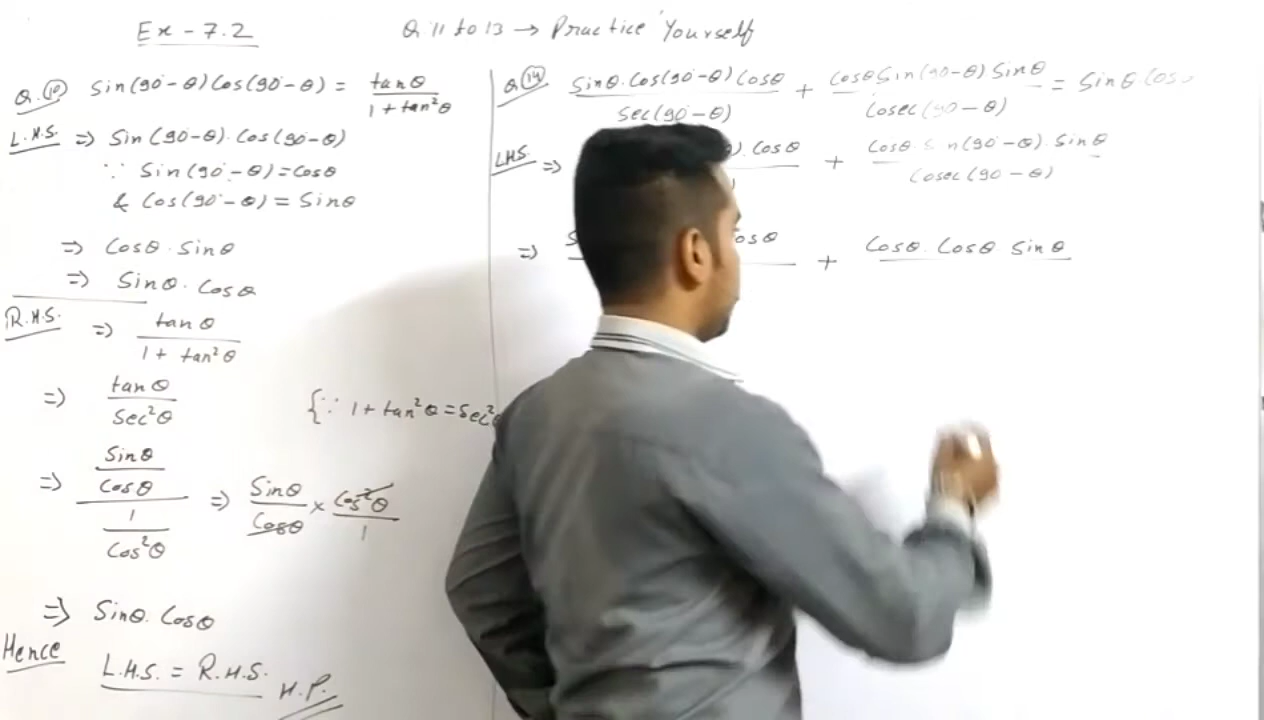 Ex - 7.2
Q. 11 to 13 → Practice Yourself
Q. 10 Sin(90°-θ)Cos(90°-θ) = tanθ / 1+tan²θ
L.H.S. ⇒ Sin(90°-θ).Cos(90-θ)
∵ Sin(90°-θ)=Cosθ
& Cos(90°-θ)=Sinθ
⇒ Cosθ.Sinθ
⇒ Sinθ.Cosθ
R.H.S. ⇒ tanθ / 1+tan²θ
⇒ tanθ / Sec²θ {∵ 1+tan²θ=Sec²θ
⇒ Sinθ / Cosθ / 1 / Cos²θ ⇒ Sinθ / Cosθ × Cos²θ / 1
⇒ Sinθ.Cosθ
Hence
L.H.S. = R.H.S.
H.P.
Q 14 Sinθ.Cos(90°-θ)Cosθ / Sec(90°-θ) + CosθSin(90-θ)Sinθ / Cosec(90-θ) = Sinθ Cos
LHS. ⇒ ).Cosθ + Cosθ.Sin(90°-θ).Sinθ / Cosec(90-θ)
⇒ S osθ + Cosθ.Cosθ Sinθ